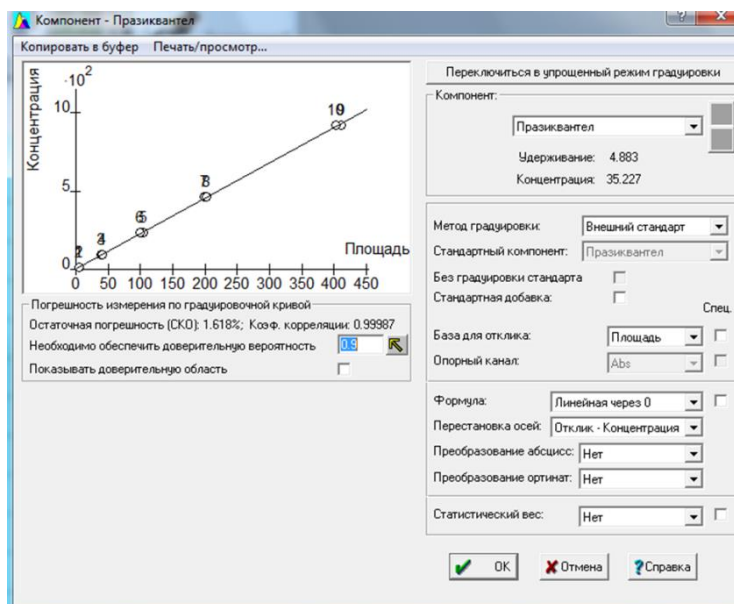 Компонент - Празиквантел
Копировать в буфер Печать/просмотр...
Концентрация
·10²
10
5
0
10 9
7 8
6 5
3 4
Площадь
0 50 100 150 200 250 300 350 400 450
Погрешность измерения по градуировочной кривой
Остаточная погрешность (СКО): 1.618%; Коэф. корреляции: 0.99987
Необходимо обеспечить доверительную вероятность 0.9
Показывать доверительную область
Переключиться в упрощенный режим градуировки
Компонент:
Празиквантел
Удерживание: 4.883
Концентрация: 35.227
Метод градуировки: Внешний стандарт
Стандартный компонент: Празиквантел
Без градуировки стандарта
Стандартная добавка:
Спец.
База для отклика: Площадь
Опорный канал: Abs
Формула: Линейная через 0
Перестановка осей: Отклик - Концентрация
Преобразование абсцисс: Нет
Преобразование ортинат: Нет
Статистический вес: Нет
OK Отмена ?Справка